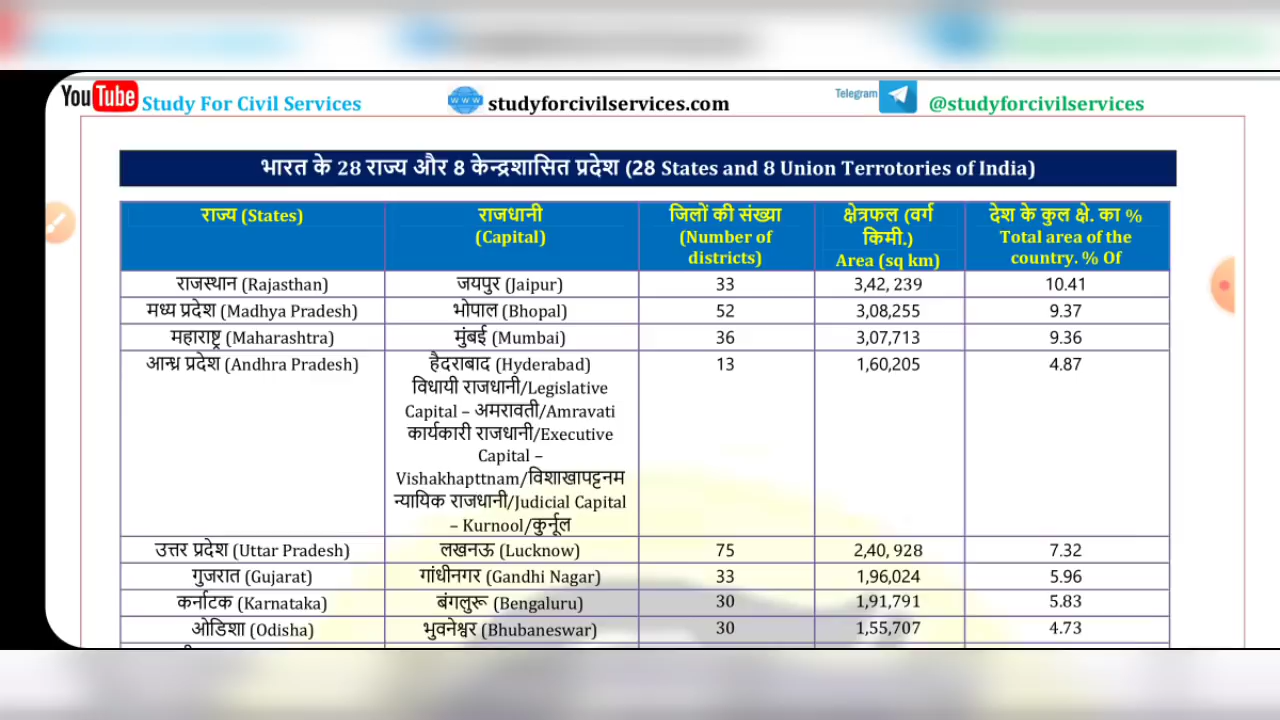 YouTube Study For Civil Services
www studyforcivilservices.com
Telegram @studyforcivilservices
भारत के 28 राज्य और 8 केन्द्रशासित प्रदेश (28 States and 8 Union Terrotories of India)
राज्य (States)
राजधानी
(Capital)
जिलों की संख्या
(Number of
districts)
क्षेत्रफल (वर्ग
किमी.)
Area (sq km)
देश के कुल क्षे. का %
Total area of the
country. % Of
राजस्थान (Rajasthan) जयपुर (Jaipur) 33 3,42, 239 10.41
मध्य प्रदेश (Madhya Pradesh) भोपाल (Bhopal) 52 3,08,255 9.37
महाराष्ट्र (Maharashtra) मुंबई (Mumbai) 36 3,07,713 9.36
आन्ध्र प्रदेश (Andhra Pradesh) हैदराबाद (Hyderabad) 13 1,60,205 4.87
विधायी राजधानी/Legislative
Capital – अमरावती/Amravati
कार्यकारी राजधानी/Executive
Capital –
Vishakhapttnam/विशाखापट्टनम
न्यायिक राजधानी/Judicial Capital
– Kurnool/कुर्नूल
उत्तर प्रदेश (Uttar Pradesh) लखनऊ (Lucknow) 75 2,40, 928 7.32
गुजरात (Gujarat) गांधीनगर (Gandhi Nagar) 33 1,96,024 5.96
कर्नाटक (Karnataka) बंगलुरू (Bengaluru) 30 1,91,791 5.83
ओडिशा (Odisha) भुवनेश्वर (Bhubaneswar) 30 1,55,707 4.73